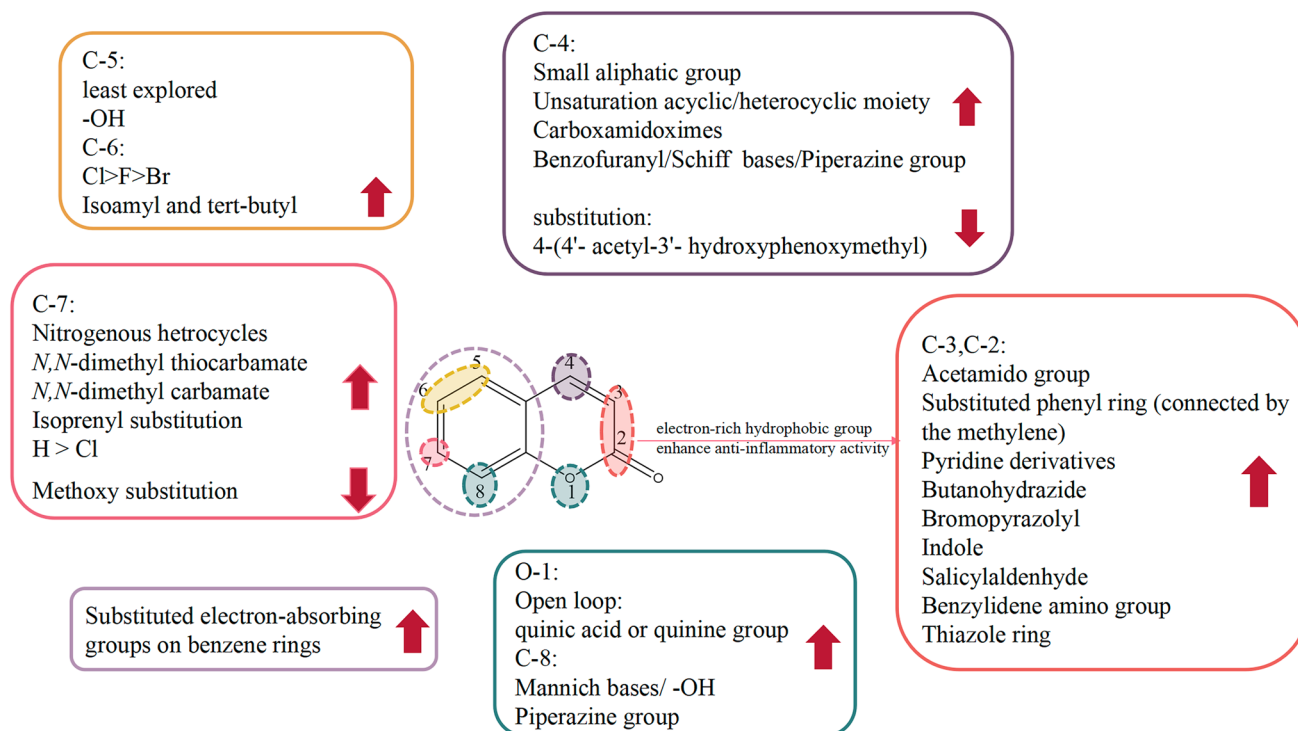 C-5:
least explored
-OH
C-6:
Cl>F>Br
Isoamyl and tert-butyl
C-4:
Small aliphatic group
Unsaturation acyclic/heterocyclic moiety
Carboxamidoximes
Benzofuranyl/Schiff bases/Piperazine group
substitution:
4-(4'- acetyl-3'- hydroxyphenoxymethyl)
C-7:
Nitrogenous hetrocycles
N,N-dimethyl thiocarbamate
N,N-dimethyl carbamate
Isoprenyl substitution
H > Cl
Methoxy substitution
5
4
6
3
2
7
8
O
1
O
electron-rich hydrophobic group
enhance anti-inflammatory activity
C-3,C-2:
Acetamido group
Substituted phenyl ring (connected by
the methylene)
Pyridine derivatives
Butanohydrazide
Bromopyrazolyl
Indole
Salicylaldenhyde
Benzylidene amino group
Thiazole ring
Substituted electron-absorbing
groups on benzene rings
O-1:
Open loop:
quinic acid or quinine group
C-8:
Mannich bases/ -OH
Piperazine group